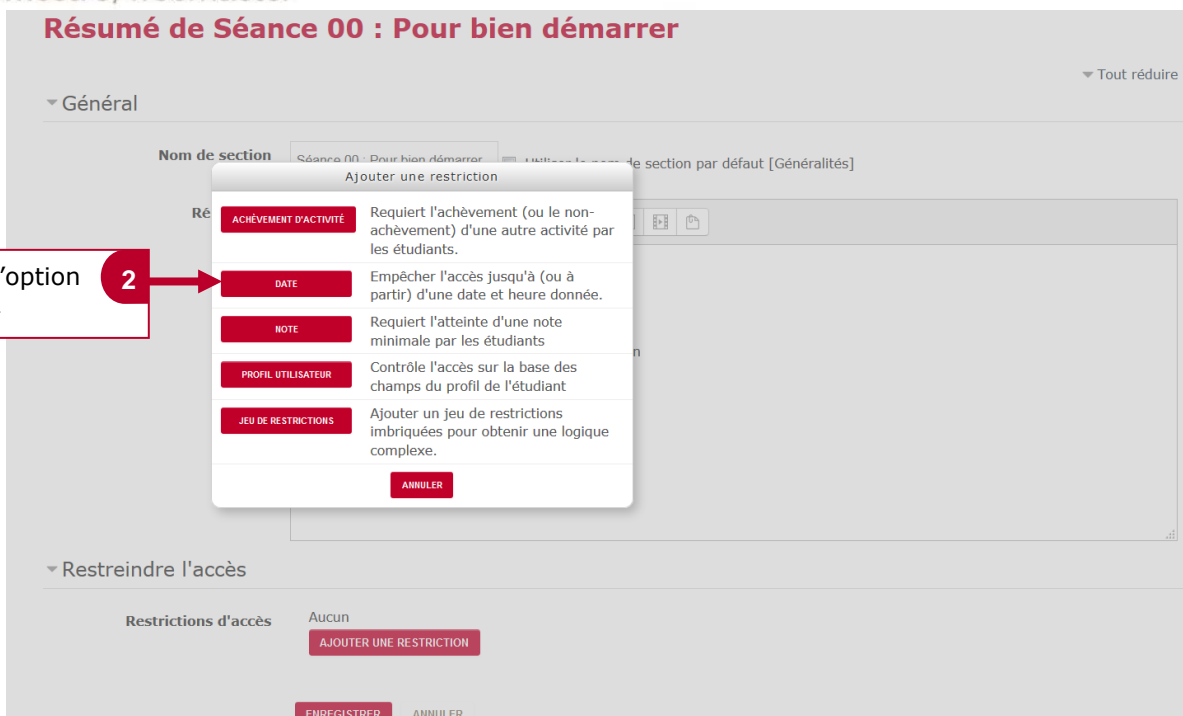 Résumé de Séance 00 : Pour bien démarrer
Tout réduire
Général
Nom de section
Séance 00 : Pour bien démarrer
Utiliser le nom de section par défaut [Généralités]
Ajouter une restriction
Ré
ACHÈVEMENT D'ACTIVITÉ
Requiert l'achèvement (ou le non-
achèvement) d'une autre activité par
les étudiants.
'option
2
DATE
Empêcher l'accès jusqu'à (ou à
partir) d'une date et heure donnée.
NOTE
Requiert l'atteinte d'une note
minimale par les étudiants
n
PROFIL UTILISATEUR
Contrôle l'accès sur la base des
champs du profil de l'étudiant
JEU DE RESTRICTIONS
Ajouter un jeu de restrictions
imbriquées pour obtenir une logique
complexe.
ANNULER
Restreindre l'accès
Restrictions d'accès
Aucun
AJOUTER UNE RESTRICTION
ENREGISTRER
ANNULER